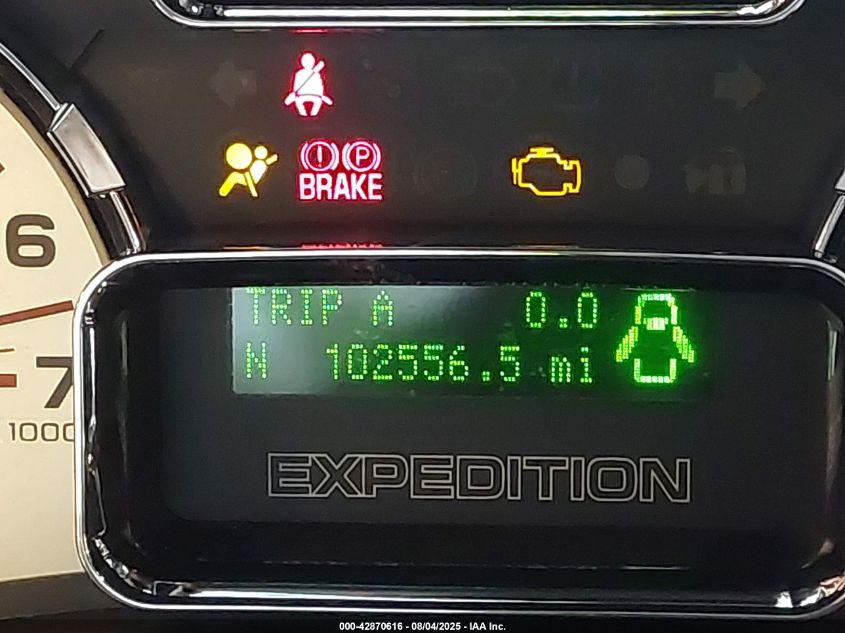 P
BRAKE
6
7
1000
TRIP A 0.0
N 102556.5 mi
EXPEDITION
000-42870616 - 08/04/2025 - IAA Inc.